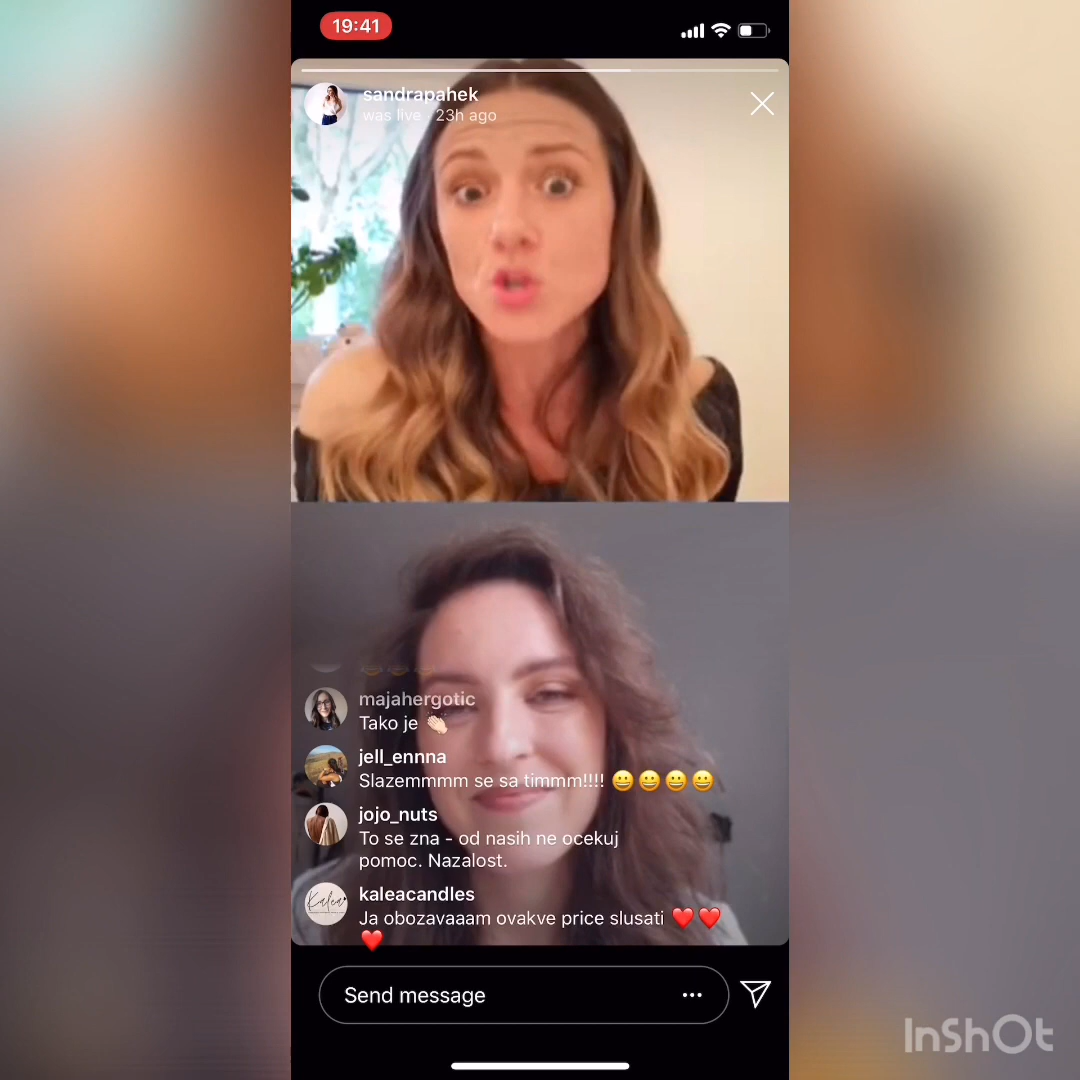 19:41
sandrapahek
was live · 23h ago
majahergotic
Tako je 👏🏻
jell_ennna
Slazemmmm se sa timmm!!!! 😀😀😀😀
jojo_nuts
To se zna - od nasih ne ocekuj
pomoc. Nazalost.
Kalea
kaleacandles
Ja obozavaaam ovakve price slusati ❤️❤️
❤️
Send message
InShOt